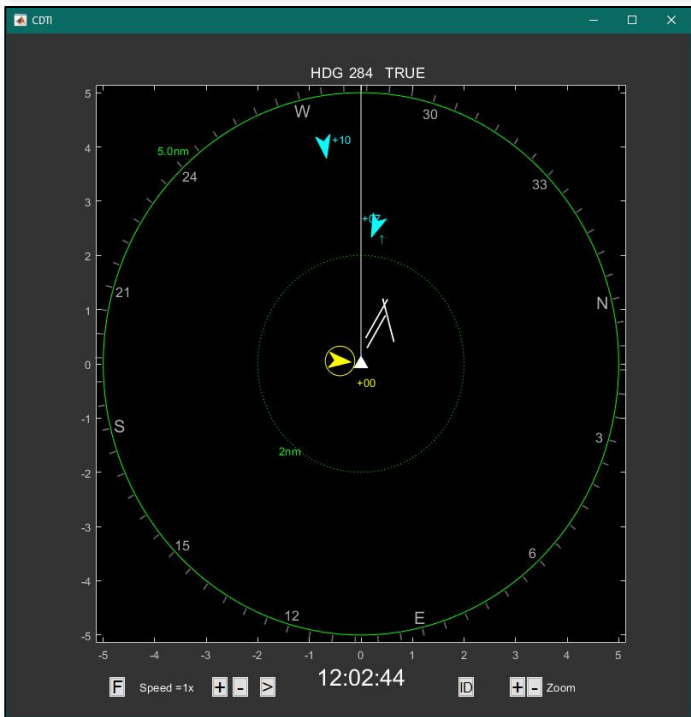 CDTI
HDG 284 TRUE
5
4
3
2
1
0
-1
-2
-3
-4
-5
W
30
5.0nm
24
33
+10
+07
↑
21
N
+00
S
3
2nm
15
6
12
E
-5 -4 -3 -2 -1 0 1 2 3 4 5
F Speed =1x + - > 12:02:44 ID + - Zoom